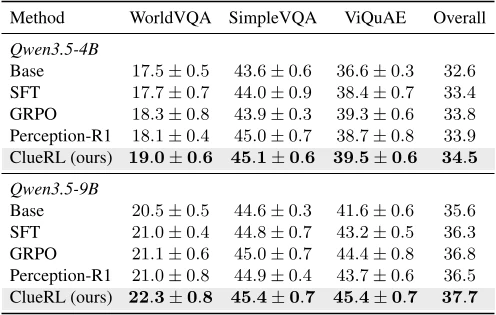 Method WorldVQA SimpleVQA ViQuAE Overall
Qwen3.5-4B
Base 17.5 ± 0.5 43.6 ± 0.6 36.6 ± 0.3 32.6
SFT 17.7 ± 0.7 44.0 ± 0.9 38.4 ± 0.7 33.4
GRPO 18.3 ± 0.8 43.9 ± 0.3 39.3 ± 0.6 33.8
Perception-R1 18.1 ± 0.4 45.0 ± 0.7 38.7 ± 0.8 33.9
ClueRL (ours) 19.0 ± 0.6 45.1 ± 0.6 39.5 ± 0.6 34.5
Qwen3.5-9B
Base 20.5 ± 0.5 44.6 ± 0.3 41.6 ± 0.6 35.6
SFT 21.0 ± 0.4 44.8 ± 0.7 43.2 ± 0.5 36.3
GRPO 21.1 ± 0.6 45.0 ± 0.7 44.4 ± 0.8 36.8
Perception-R1 21.0 ± 0.8 44.9 ± 0.4 43.7 ± 0.6 36.5
ClueRL (ours) 22.3 ± 0.8 45.4 ± 0.7 45.4 ± 0.7 37.7